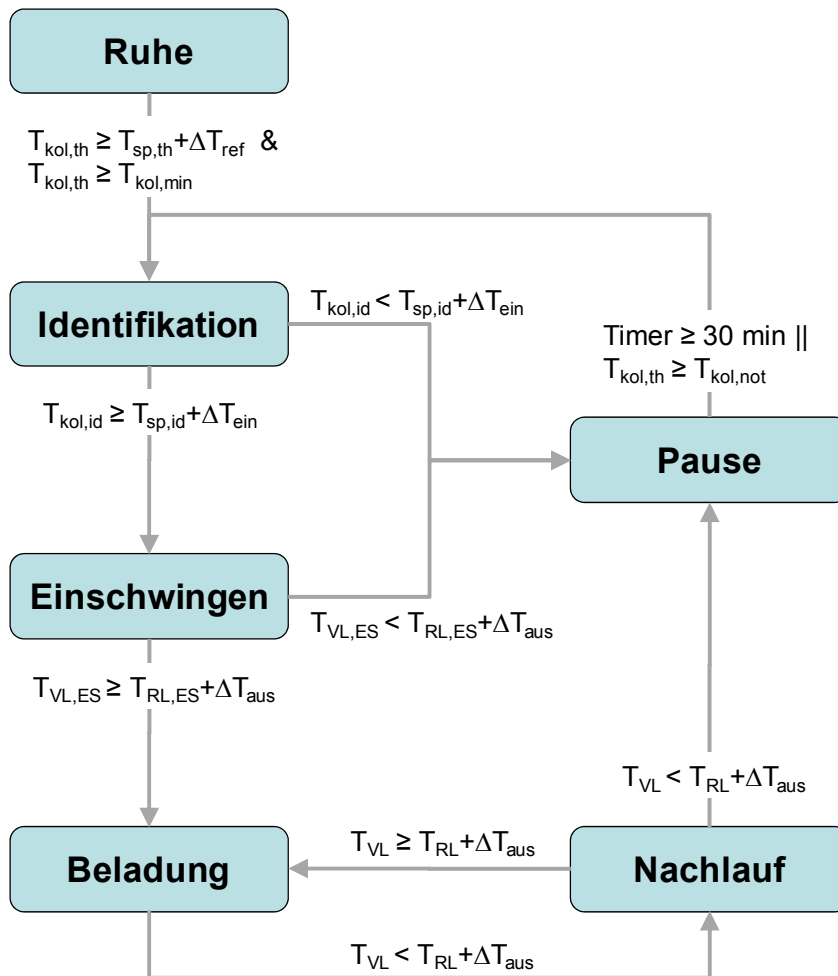 Ruhe
T_kol,th ≥ T_sp,th+ΔT_ref &
T_kol,th ≥ T_kol,min
Identifikation
T_kol,id < T_sp,id+ΔT_ein
Timer ≥ 30 min ||
T_kol,th ≥ T_kol,not
T_kol,id ≥ T_sp,id+ΔT_ein
Pause
Einschwingen
T_VL,ES < T_RL,ES+ΔT_aus
T_VL,ES ≥ T_RL,ES+ΔT_aus
T_VL < T_RL+ΔT_aus
Beladung
T_VL ≥ T_RL+ΔT_aus
Nachlauf
T_VL < T_RL+ΔT_aus